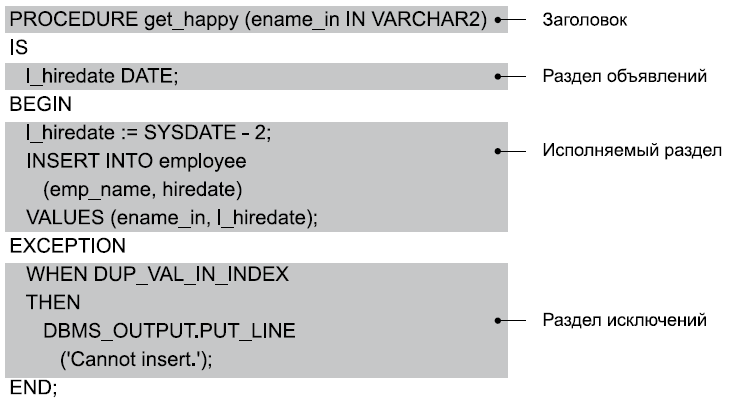 PROCEDURE get_happy (ename_in IN VARCHAR2) Заголовок
IS
l_hiredate DATE; Раздел объявлений
BEGIN
l_hiredate := SYSDATE - 2;
INSERT INTO employee Исполняемый раздел
(emp_name, hiredate)
VALUES (ename_in, l_hiredate);
EXCEPTION
WHEN DUP_VAL_IN_INDEX
THEN
DBMS_OUTPUT.PUT_LINE Раздел исключений
('Cannot insert.');
END;